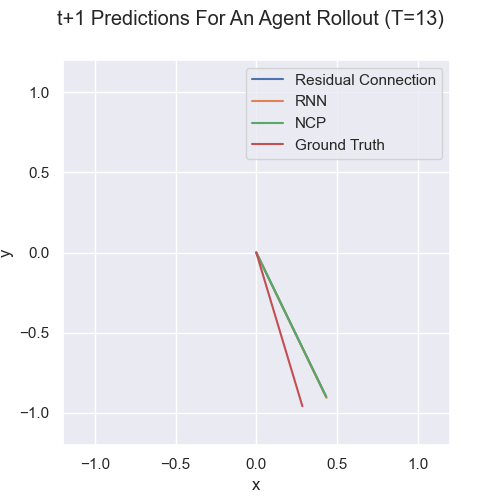 t+1 Predictions For An Agent Rollout (T=13)
Residual Connection
RNN
NCP
Ground Truth
1.0
0.5
0.0
−0.5
−1.0
y
−1.0 −0.5 0.0 0.5 1.0
x